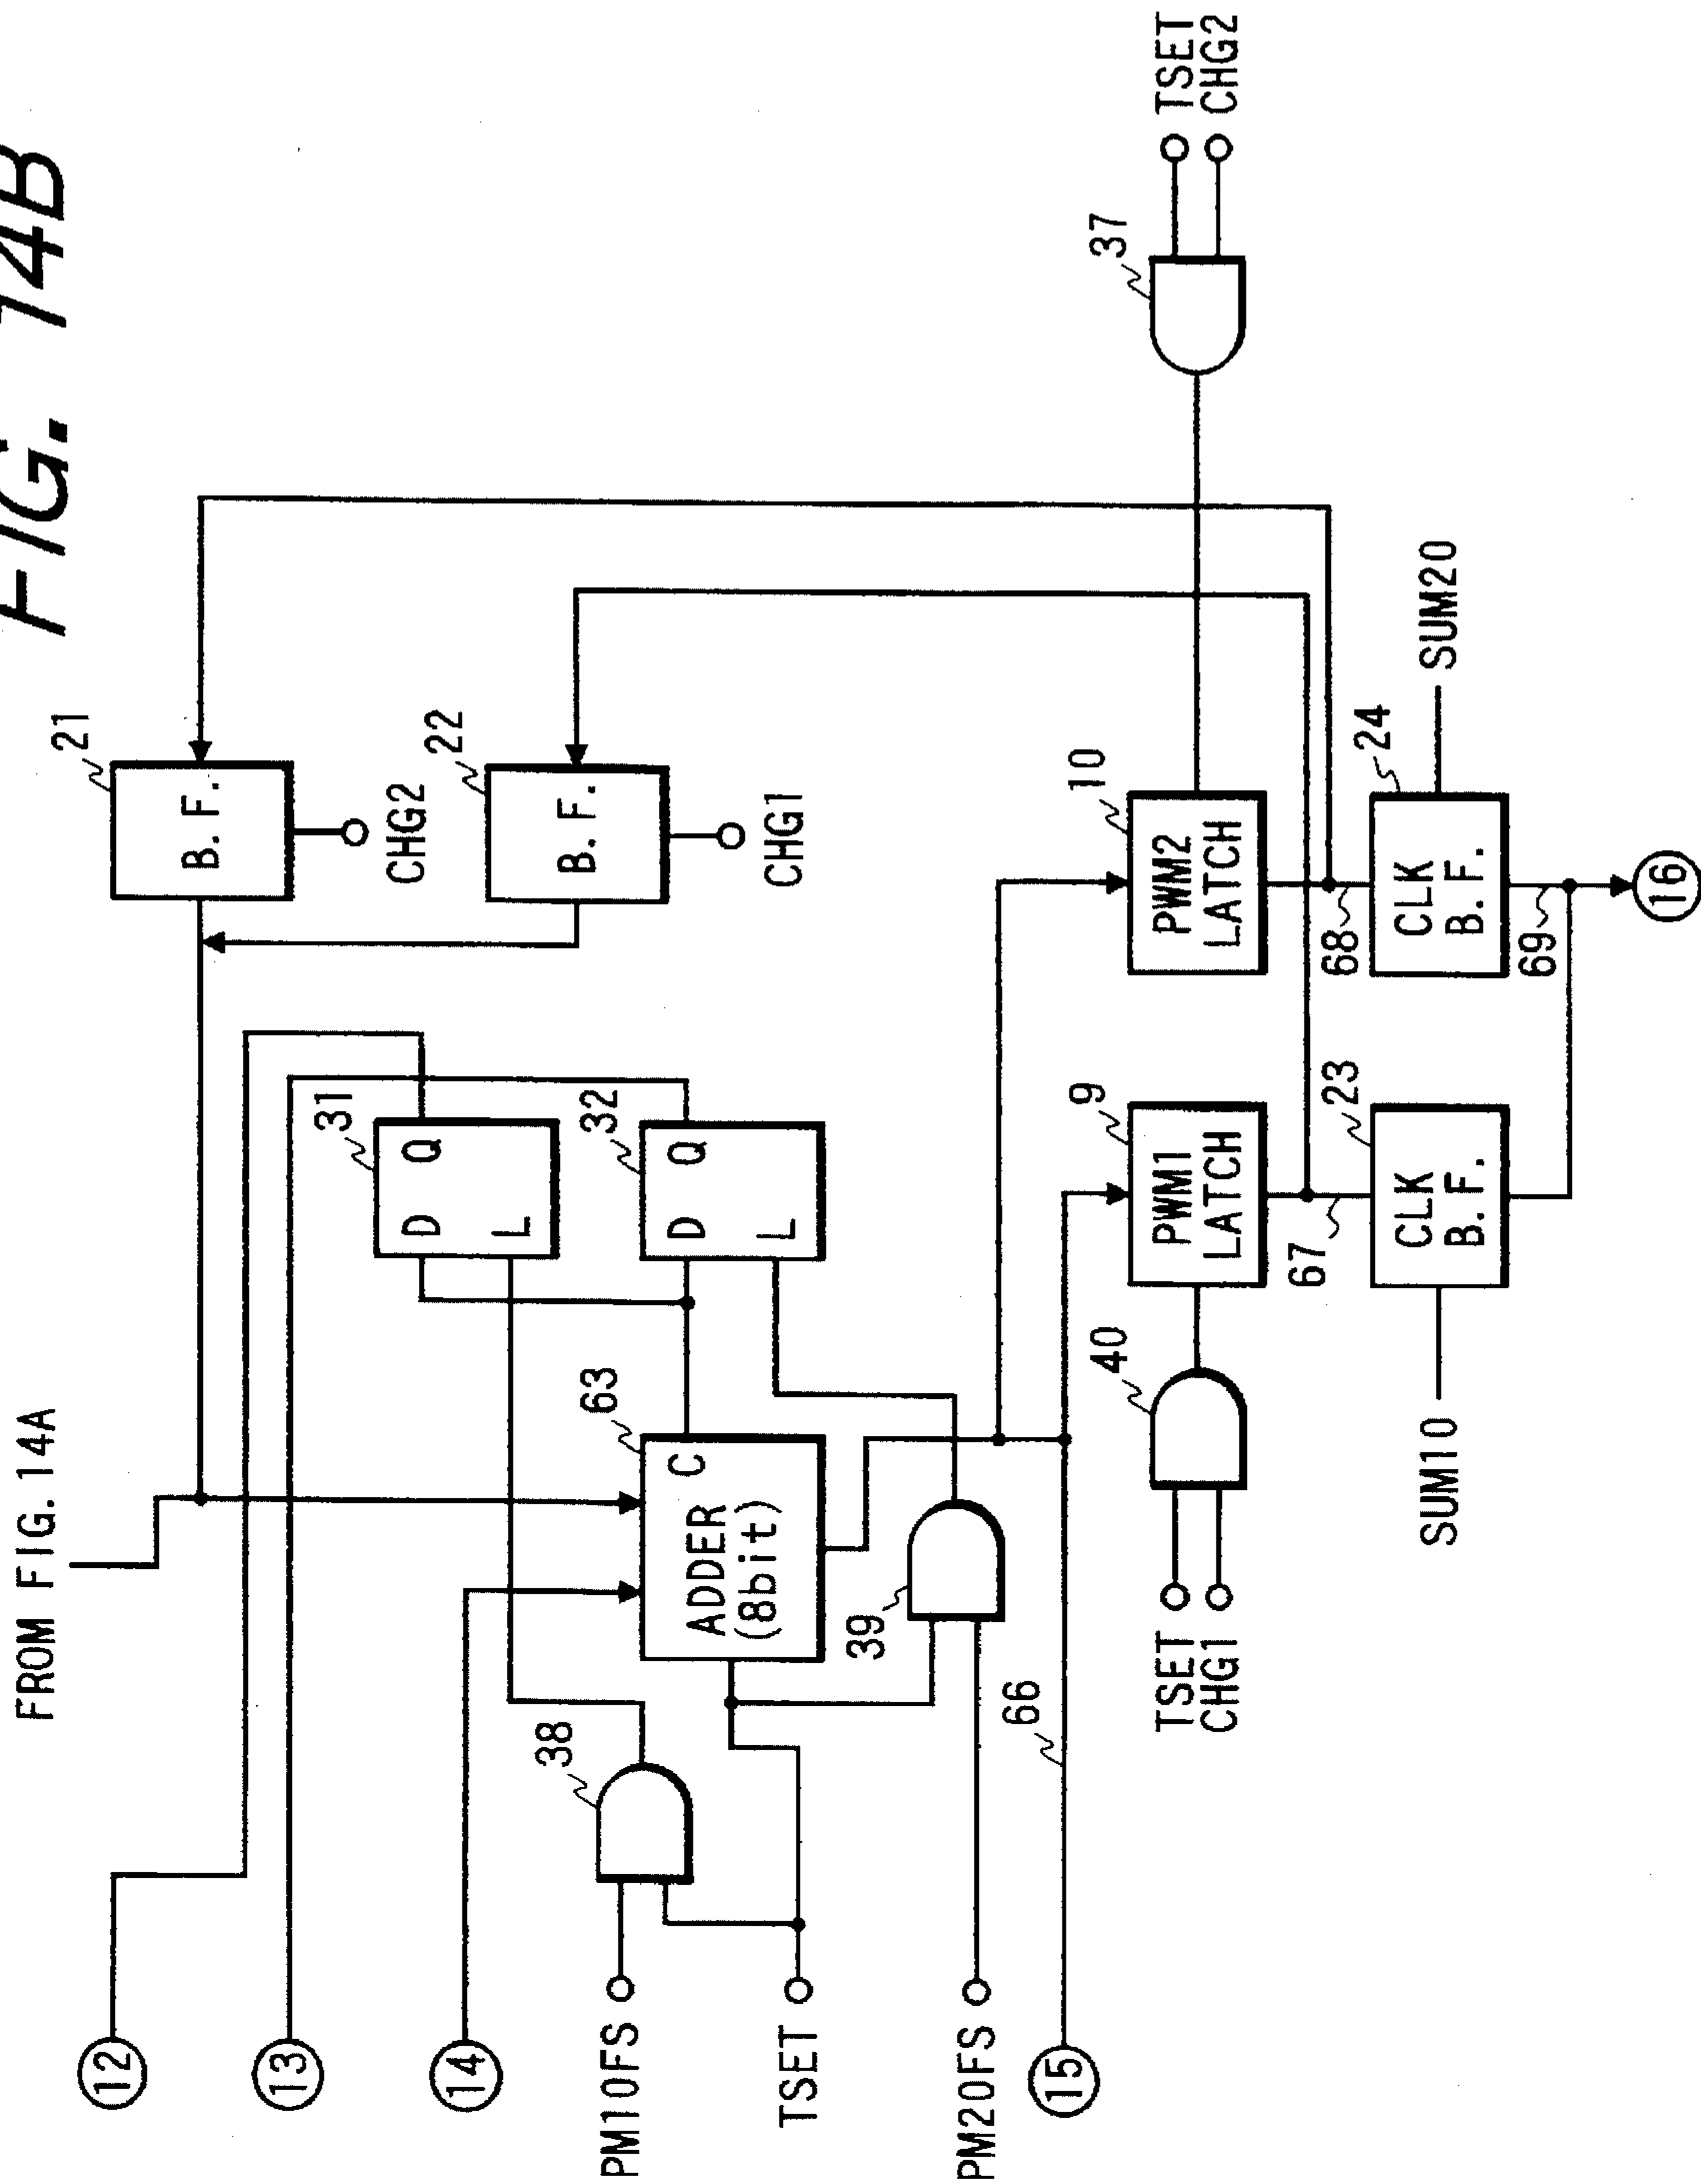 FIG. 14B
FROM FIG. 14A
12
13
14
PM10FS
TSET
PM20FS
15
38
63
ADDER
(8bit)
C
39
66
31
D Q
L
32
D Q
L
21
B. F.
CHG2
22
B. F.
CHG1
TSET
CHG1
40
9
PWM1
LATCH
67
SUM10
23
CLK
B. F.
10
PWM2
LATCH
68
24
CLK
B. F.
SUM20
69
16
37
TSET
CHG2